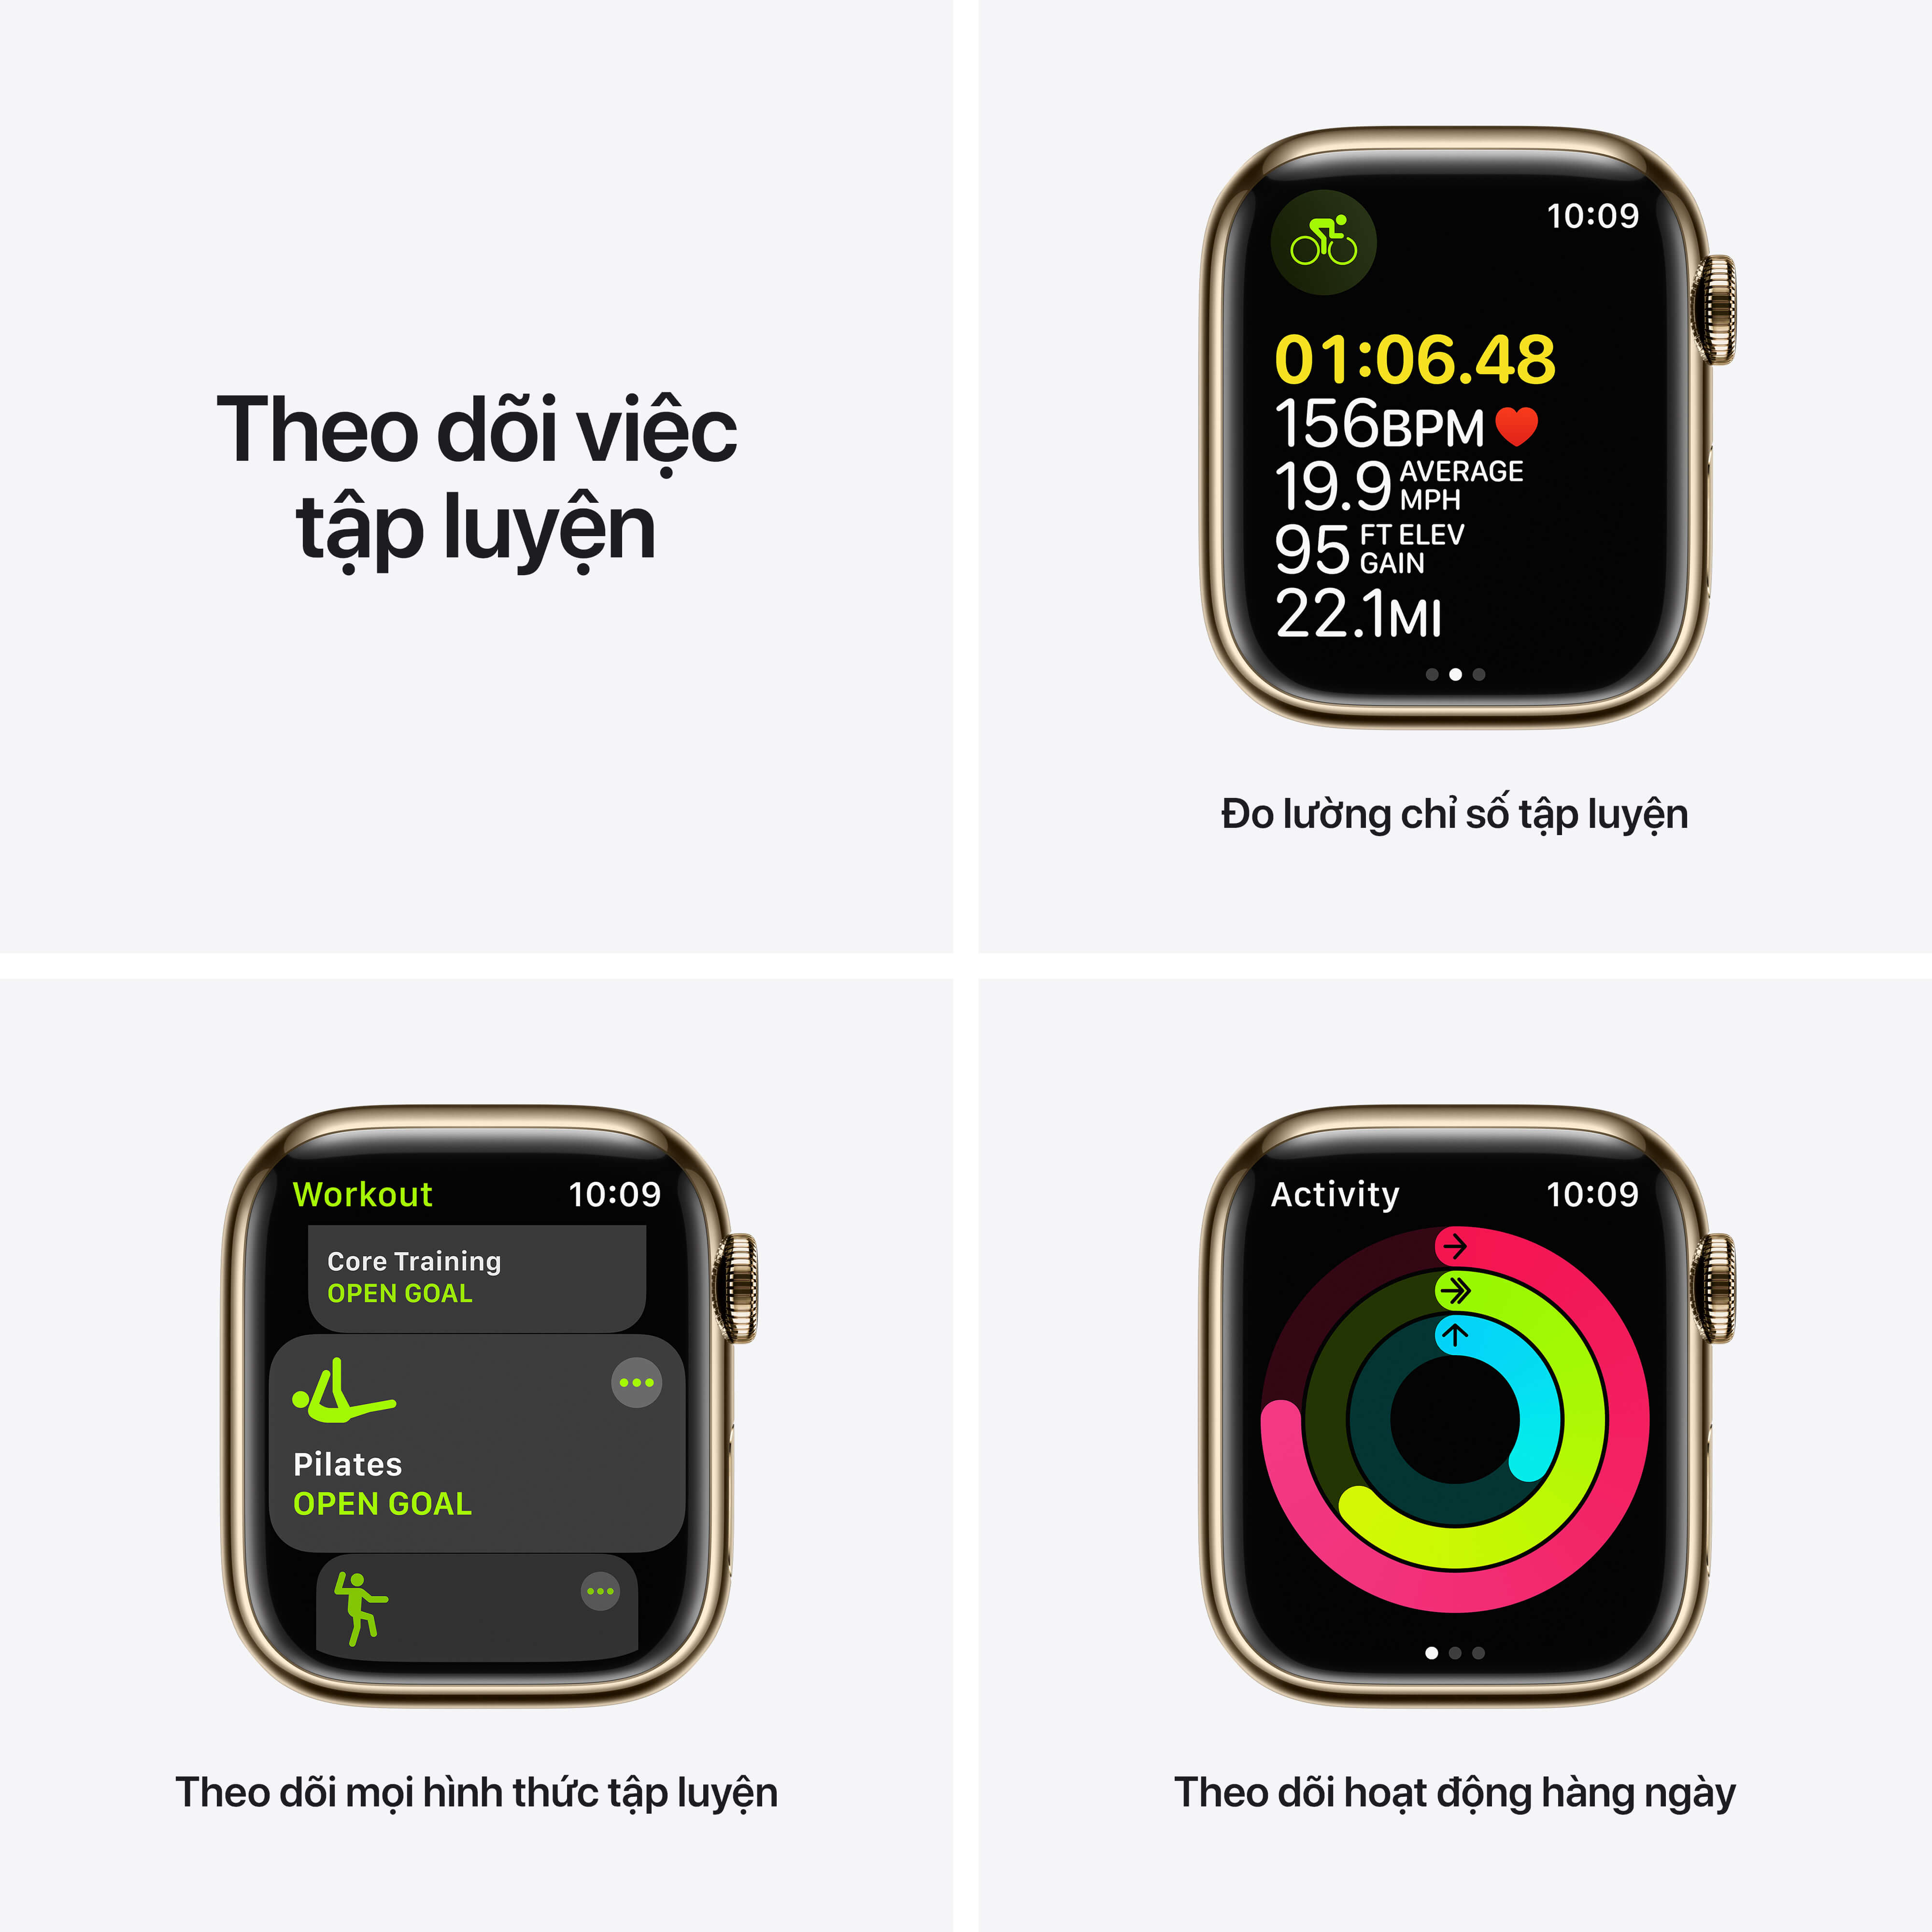 Theo dõi việc
tập luyện
10:09
01:06.48
156BPM
19.9 AVERAGE
MPH
95 FT ELEV
GAIN
22.1MI
Đo lường chỉ số tập luyện
Workout 10:09
Core Training
OPEN GOAL
Pilates
OPEN GOAL
Theo dõi mọi hình thức tập luyện
Activity 10:09
Theo dõi hoạt động hàng ngày